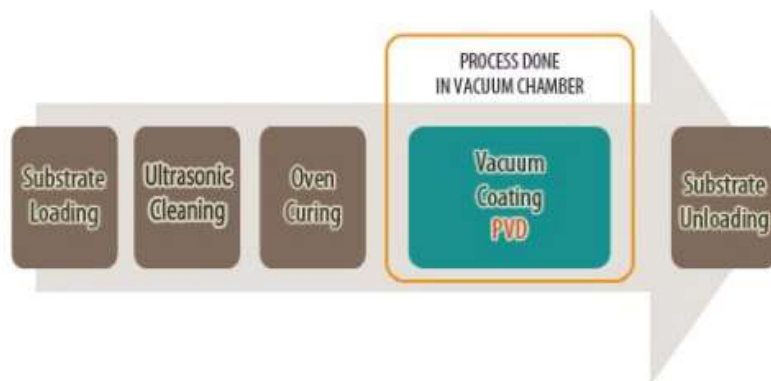 PROCESS DONE
IN VACUUM CHAMBER
Substrate
Loading
Ultrasonic
Cleaning
Oven
Curing
Vacuum
Coating
PVD
Substrate
Unloading